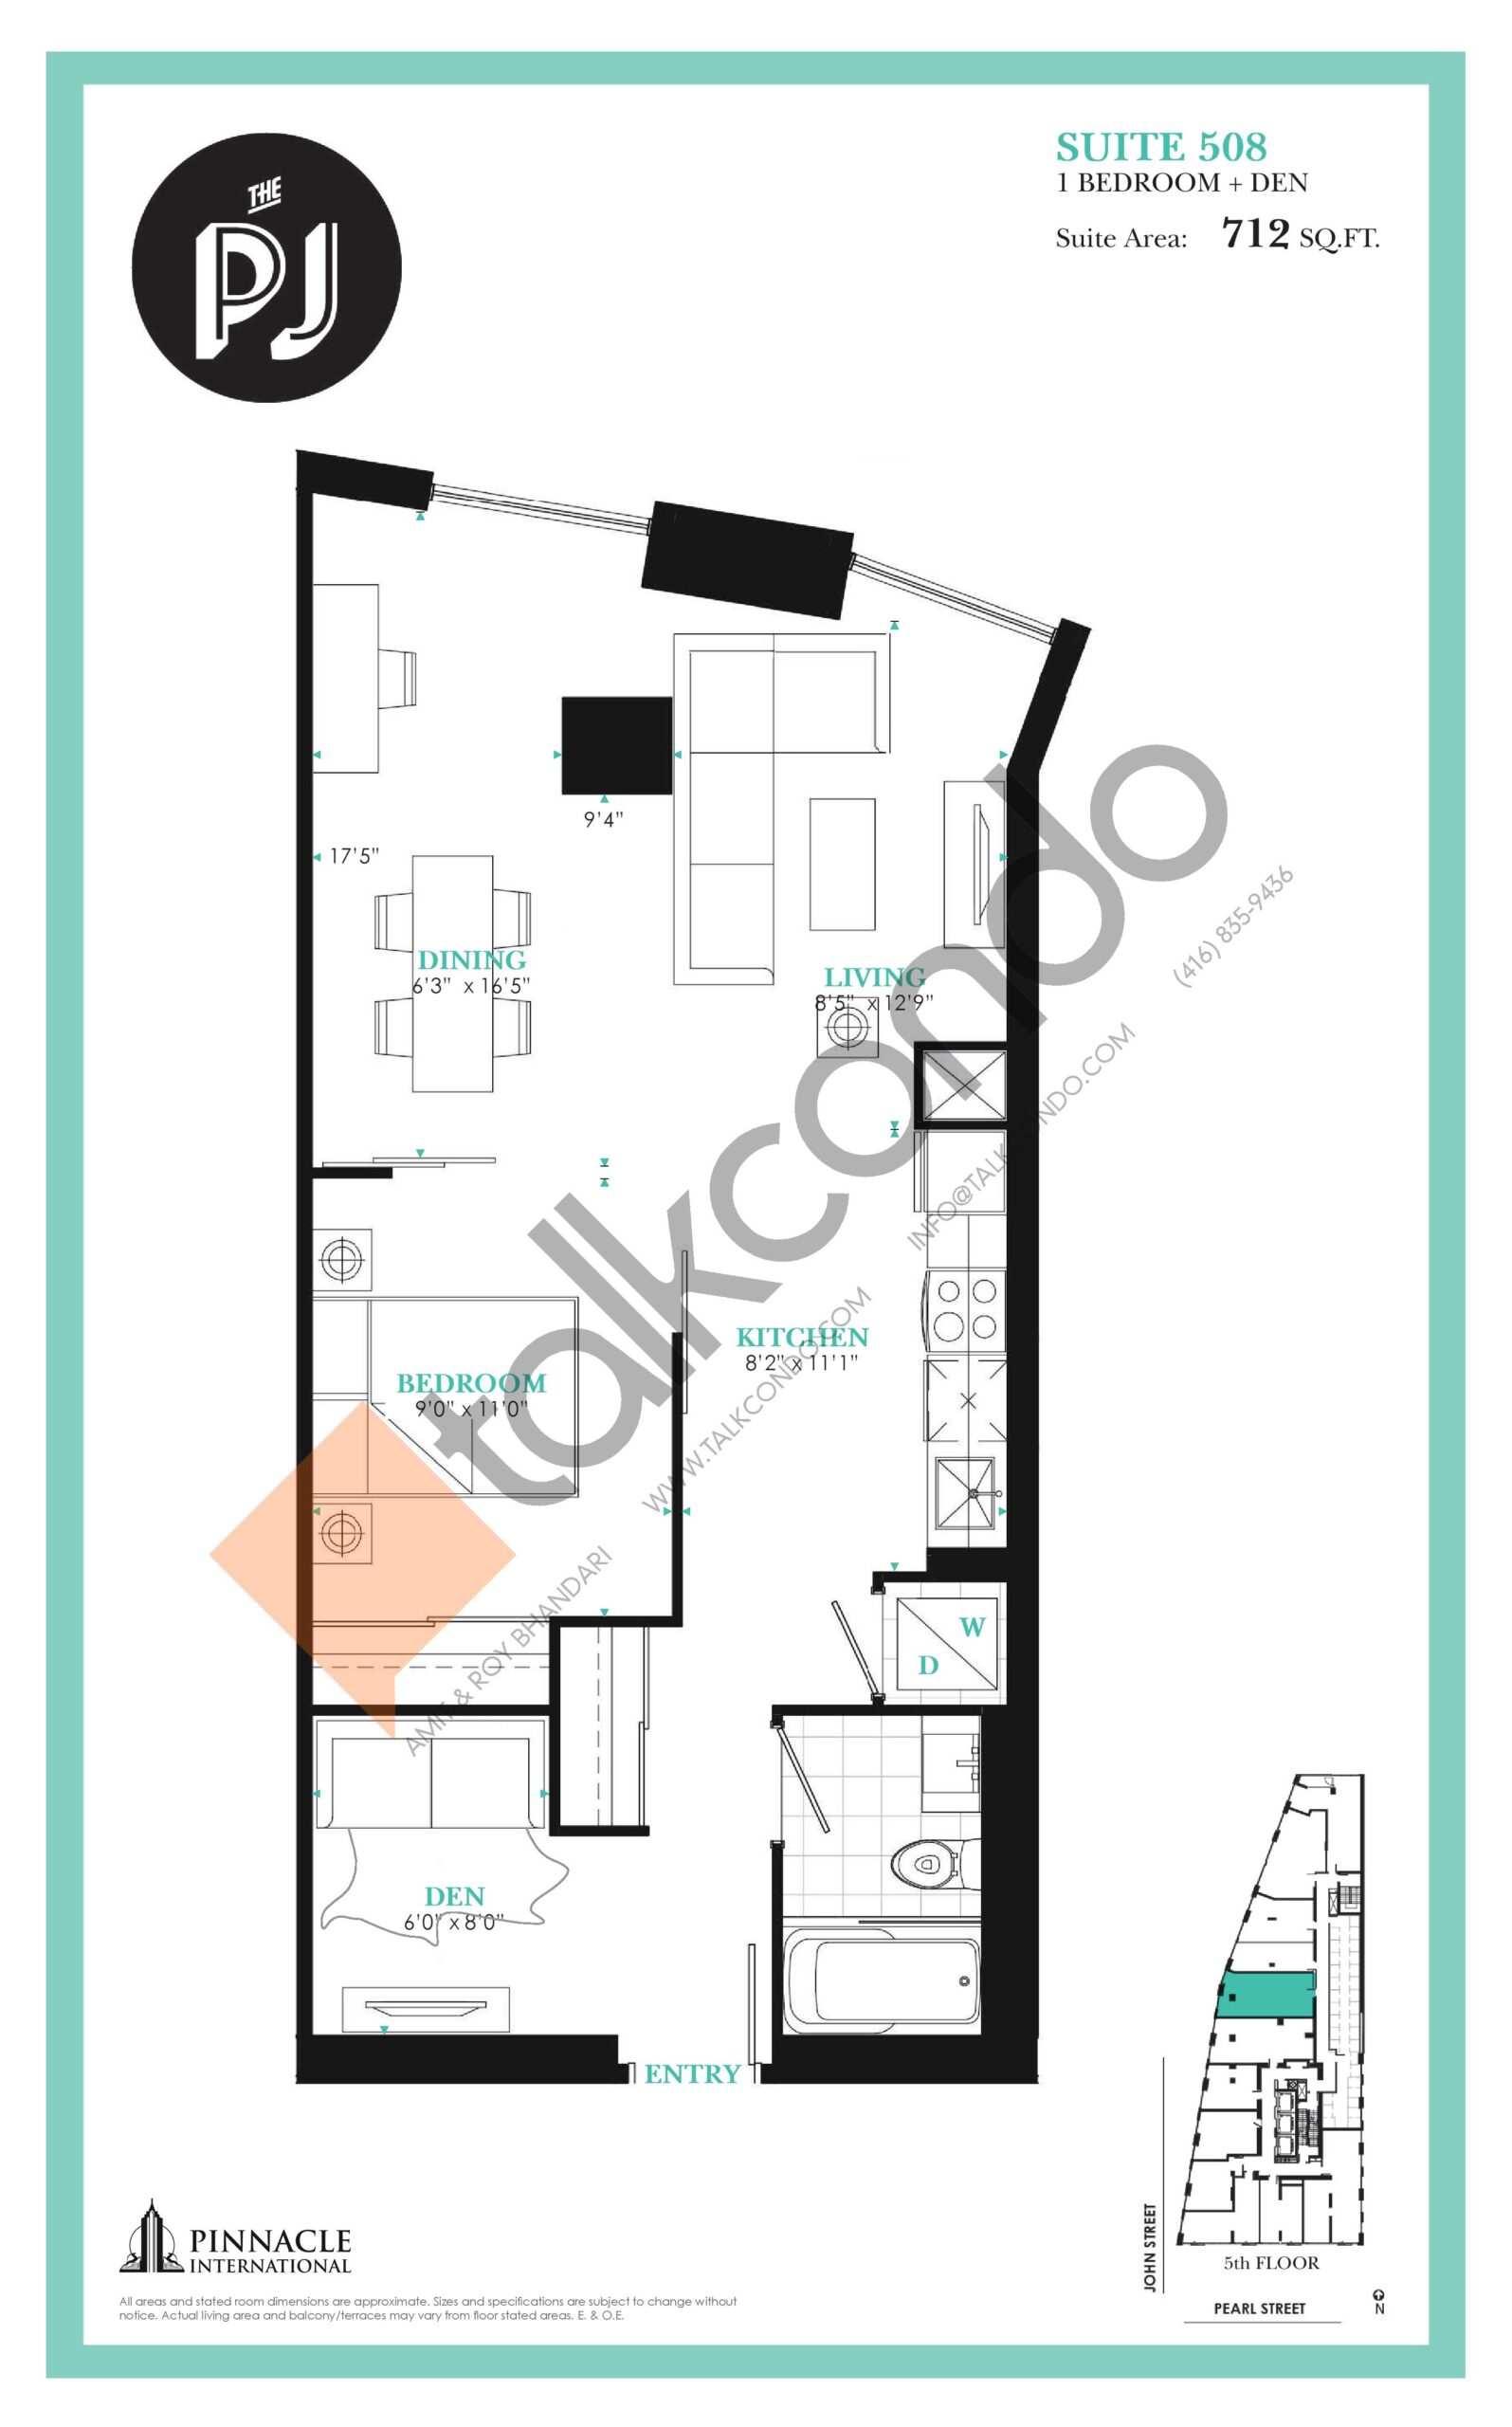 THE
PJ
SUITE 508
1 BEDROOM + DEN
Suite Area: 712 SQ.FT.
9'4"
17'5"
DINING
6'3" x 16'5"
LIVING
8'5" x 12'9"
KITCHEN
8'2" x 11'1"
BEDROOM
9'0" x 11'0"
W
D
DEN
6'0" x 8'0"
ENTRY
talkcondo
(416) 835-9436
INFO@TALKCONDO.COM
WWW.TALKCONDO.COM
AMIT & ROY BHANDARI
JOHN STREET
5th FLOOR
PEARL STREET
N
PINNACLE
INTERNATIONAL
All areas and stated room dimensions are approximate. Sizes and specifications are subject to change without
notice. Actual living area and balcony/terraces may vary from floor stated areas. E. & O.E.